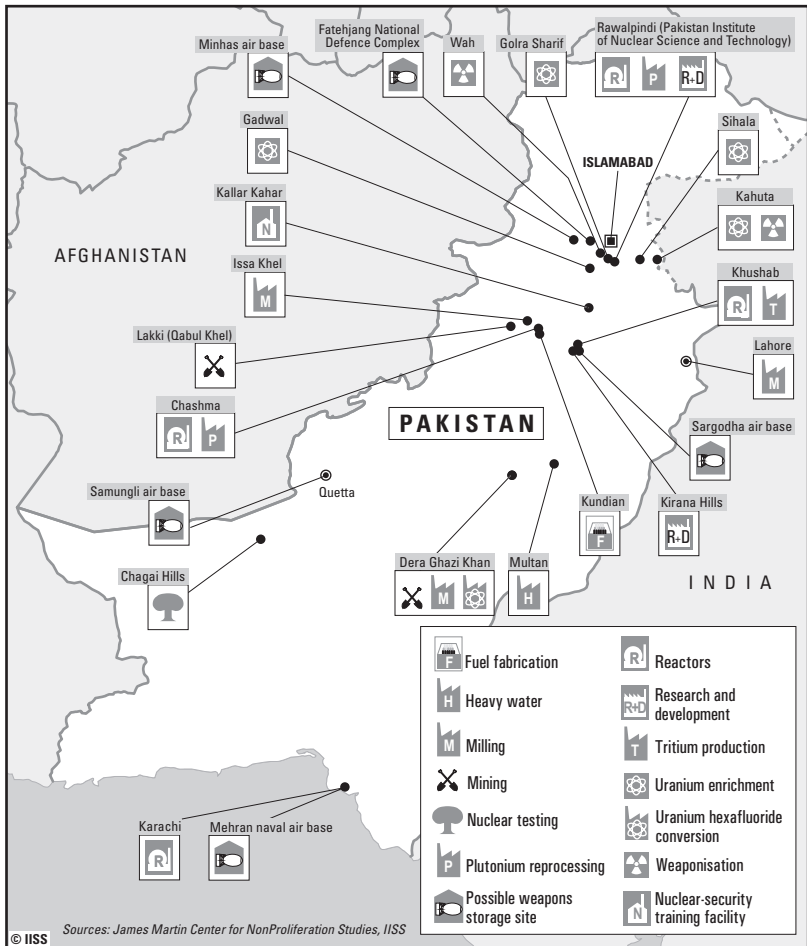 Minhas air base
Fatehjang National
Defence Complex
Wah
Golra Sharif
Rawalpindi (Pakistan Institute
of Nuclear Science and Technology)
R
P
R+D
Gadwal
ISLAMABAD
Sihala
Kallar Kahar
N
Kahuta
AFGHANISTAN
Issa Khel
M
Khushab
R
T
Lakki (Qabul Khel)
Lahore
M
Chashma
R
P
PAKISTAN
Sargodha air base
Samungli air base
Quetta
Kundian
F
Kirana Hills
R+D
Chagai Hills
Dera Ghazi Khan
M
Multan
H
INDIA
F
Fuel fabrication
R
Reactors
H
Heavy water
R+D
Research and
development
M
Milling
T
Tritium production
Mining
Uranium enrichment
Nuclear testing
Uranium hexafluoride
conversion
P
Plutonium reprocessing
Weaponisation
Possible weapons
storage site
N
Nuclear-security
training facility
Karachi
R
Mehran naval air base
Sources: James Martin Center for NonProliferation Studies, IISS
© IISS